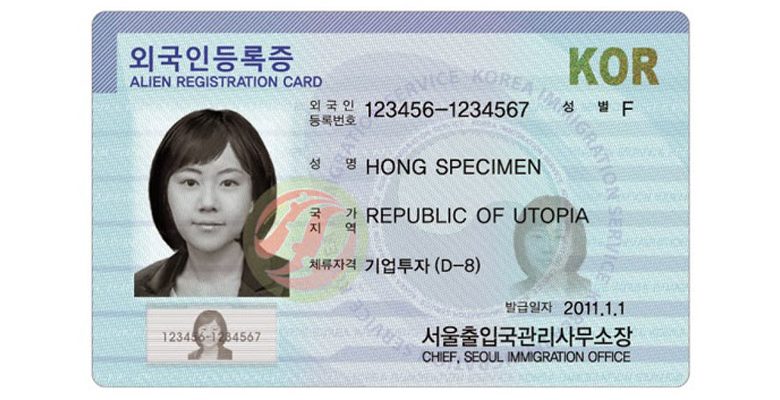 외국인등록증
ALIEN REGISTRATION CARD
KOR
외국인 등록번호 123456-1234567 성 별 F
성 명 HONG SPECIMEN
국 가 지 역 REPUBLIC OF UTOPIA
체류자격 기업투자 (D-8)
발급일자 2011.1.1
123456-1234567
서울출입국관리사무소장
CHIEF, SEOUL IMMIGRATION OFFICE
KOREA IMMIGRATION SERVICE